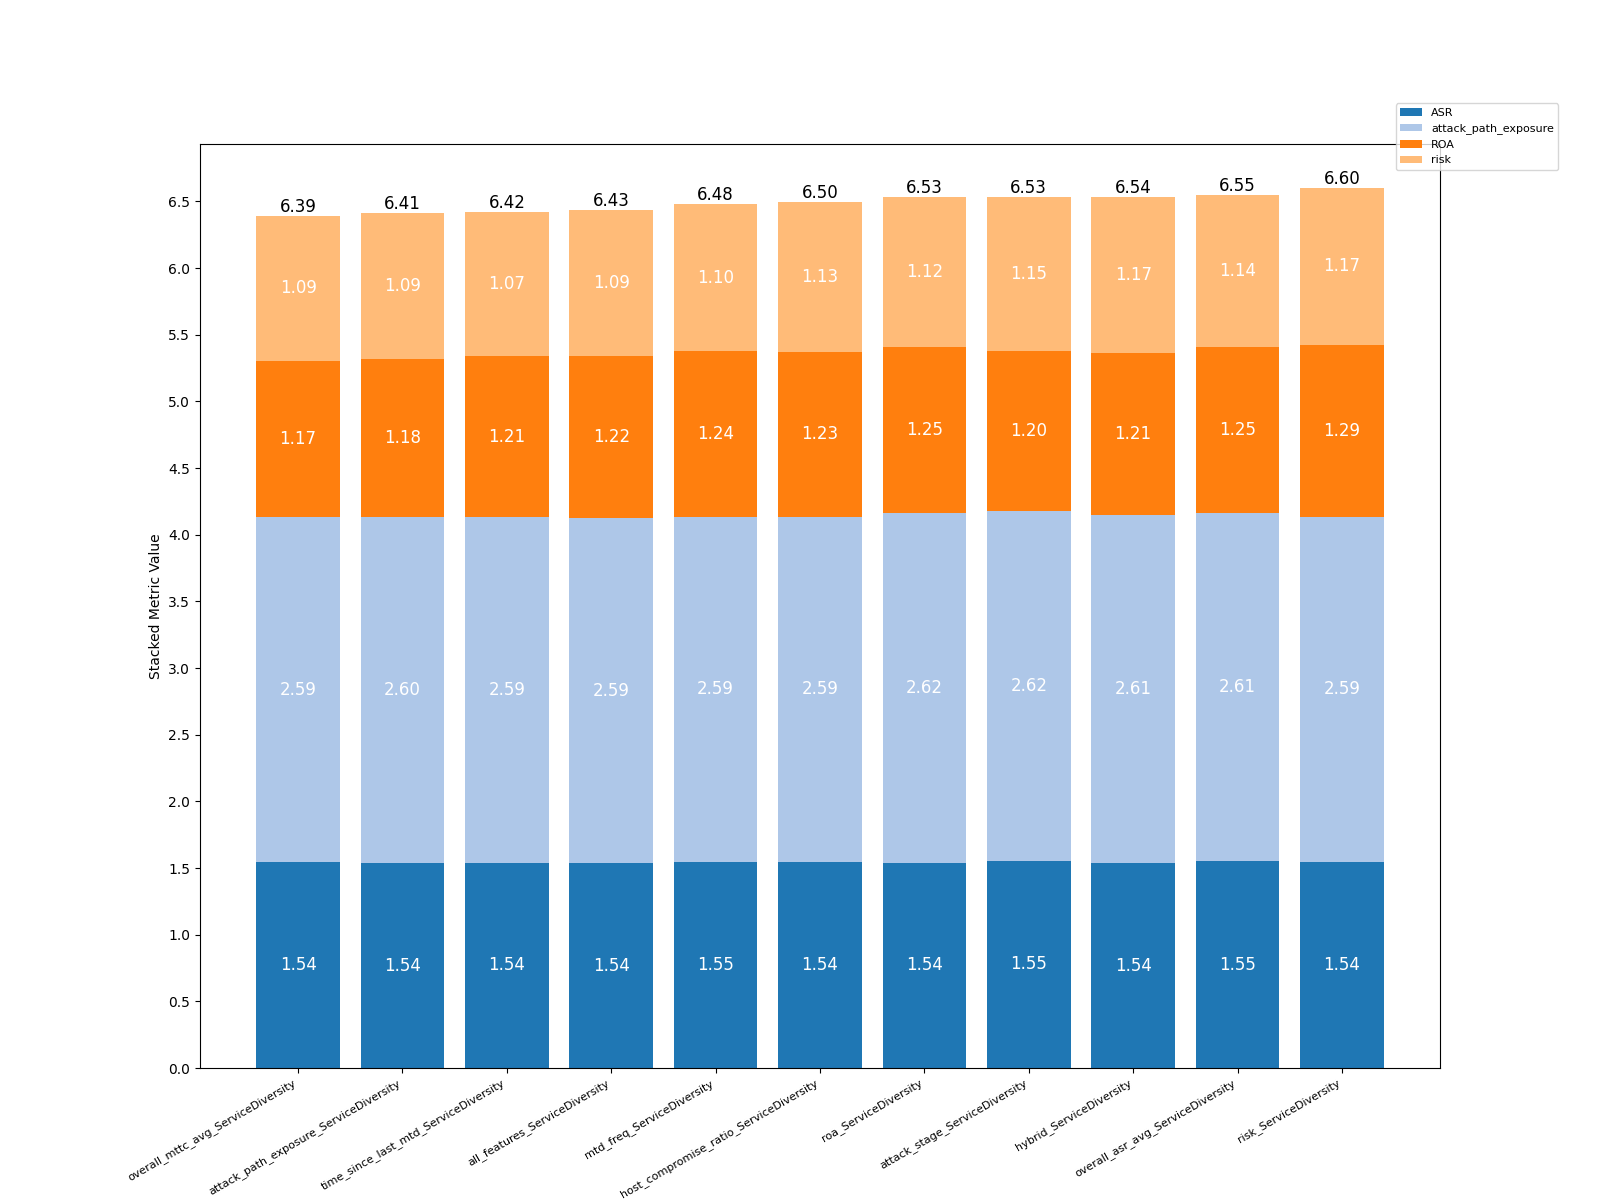 ASR
attack_path_exposure
ROA
risk
6.39 6.41 6.42 6.43 6.48 6.50 6.53 6.53 6.54 6.55 6.60
1.09 1.09 1.07 1.09 1.10 1.13 1.12 1.15 1.17 1.14 1.17
1.17 1.18 1.21 1.22 1.24 1.23 1.25 1.20 1.21 1.25 1.29
2.59 2.60 2.59 2.59 2.59 2.59 2.62 2.62 2.61 2.61 2.59
1.54 1.54 1.54 1.54 1.55 1.54 1.54 1.55 1.54 1.55 1.54
6.5
6.0
5.5
5.0
4.5
4.0
3.5
3.0
2.5
2.0
1.5
1.0
0.5
0.0
Stacked Metric Value
overall_mttc_avg_ServiceDiversity
attack_path_exposure_ServiceDiversity
time_since_last_mtd_ServiceDiversity
all_features_ServiceDiversity
mtd_freq_ServiceDiversity
host_compromise_ratio_ServiceDiversity
roa_ServiceDiversity
attack_stage_ServiceDiversity
hybrid_ServiceDiversity
overall_asr_avg_ServiceDiversity
risk_ServiceDiversity